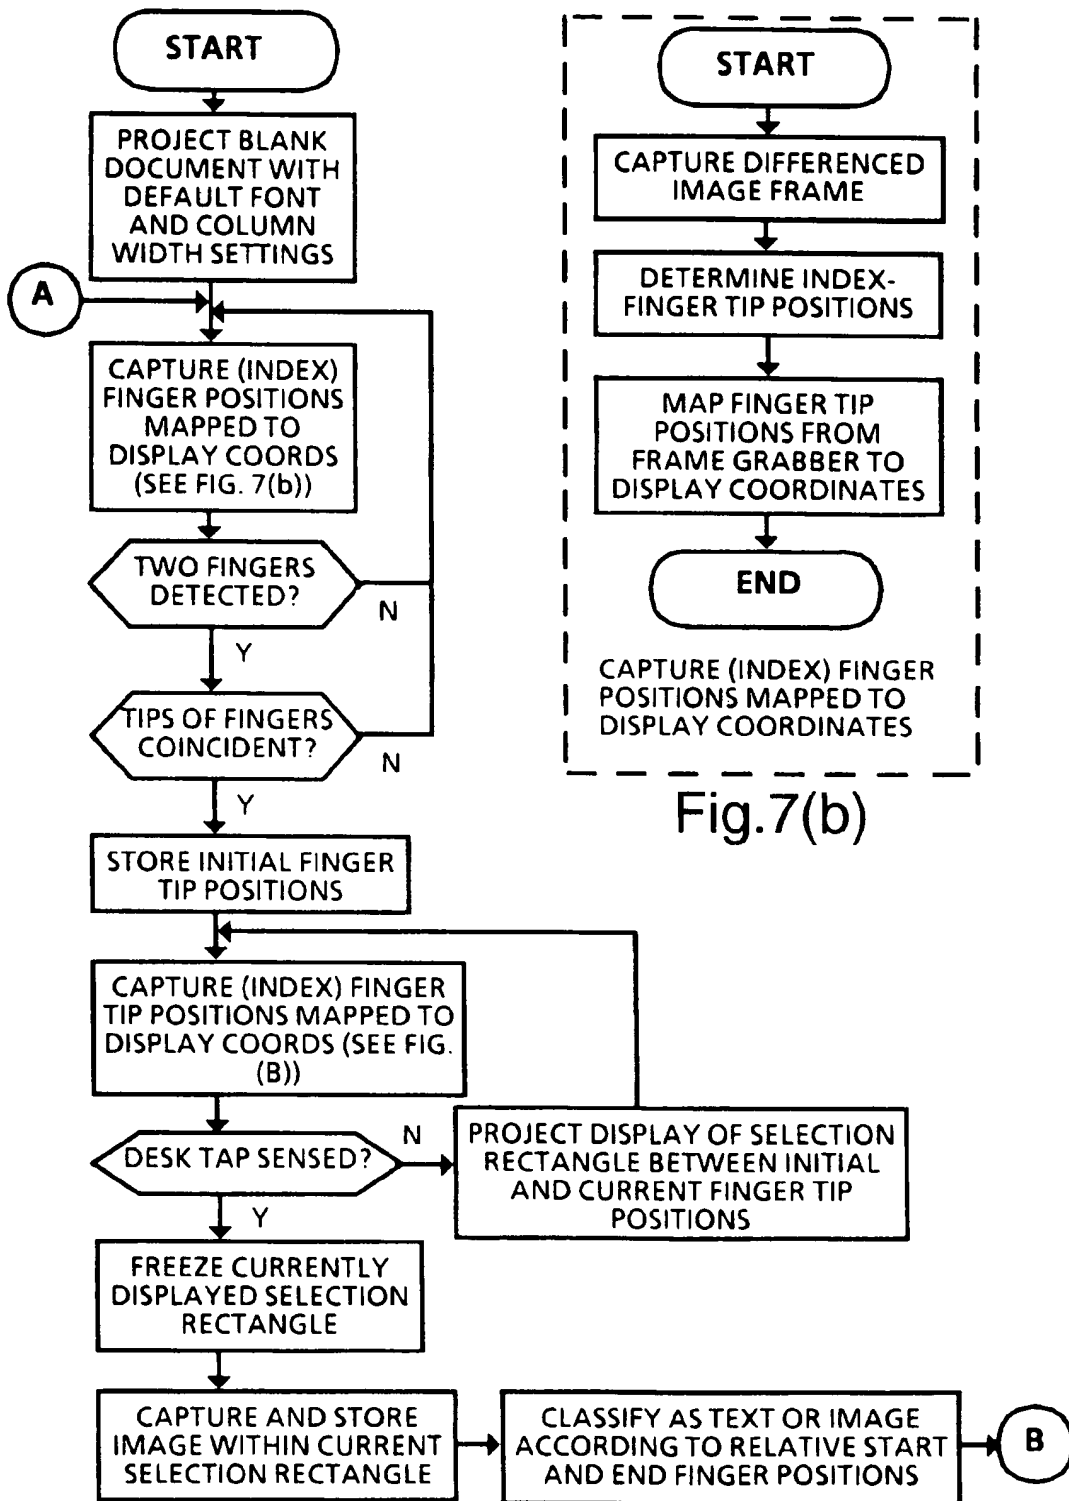 START
PROJECT BLANK
DOCUMENT WITH
DEFAULT FONT
AND COLUMN
WIDTH SETTINGS
A
CAPTURE (INDEX)
FINGER POSITIONS
MAPPED TO
DISPLAY COORDS
(SEE FIG. 7(b))
TWO FINGERS
DETECTED?
N
Y
TIPS OF FINGERS
COINCIDENT?
N
Y
STORE INITIAL FINGER
TIP POSITIONS
CAPTURE (INDEX) FINGER
TIP POSITIONS MAPPED TO
DISPLAY COORDS (SEE FIG.
(B))
DESK TAP SENSED?
N
PROJECT DISPLAY OF SELECTION
RECTANGLE BETWEEN INITIAL
AND CURRENT FINGER TIP
POSITIONS
Y
FREEZE CURRENTLY
DISPLAYED SELECTION
RECTANGLE
CAPTURE AND STORE
IMAGE WITHIN CURRENT
SELECTION RECTANGLE
CLASSIFY AS TEXT OR IMAGE
ACCORDING TO RELATIVE START
AND END FINGER POSITIONS
B
START
CAPTURE DIFFERENCED
IMAGE FRAME
DETERMINE INDEX-
FINGER TIP POSITIONS
MAP FINGER TIP
POSITIONS FROM
FRAME GRABBER TO
DISPLAY COORDINATES
END
CAPTURE (INDEX) FINGER
POSITIONS MAPPED TO
DISPLAY COORDINATES
Fig.7(b)